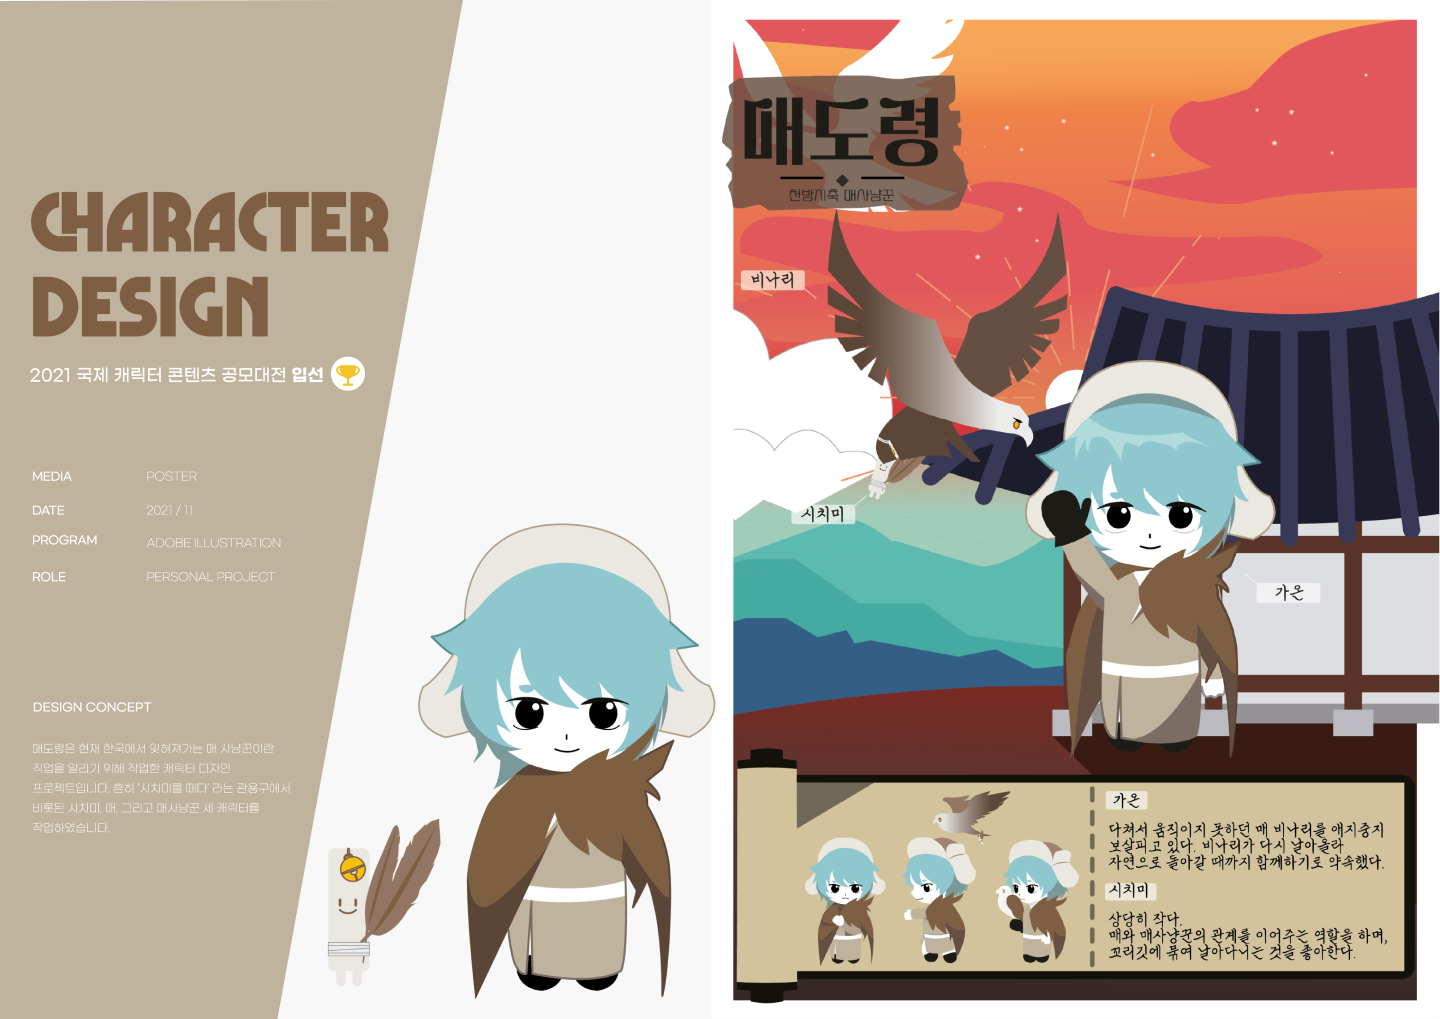 CHARACTER
DESIGN
2021 국제 캐릭터 콘텐츠 공모대전 입선
MEDIA POSTER
DATE 2021 / 11
PROGRAM ADOBE ILLUSTRATION
ROLE PERSONAL PROJECT
DESIGN CONCEPT
매도령은 현재 한국에서 잊혀져가는 매 사냥꾼이란
직업을 알리기 위해 작업한 캐릭터 디자인
프로젝트입니다. 흔히 '시치미를 떼다' 라는 관용구에서
비롯된 시치미, 매, 그리고 매사냥꾼 세 캐릭터를
작업하였습니다.
매도령
천방지축 매사냥꾼
비나리
시치미
가온
가온
다쳐서 움직이지 못하던 매 비나리를 애지중지
보살피고 있다. 비나리가 다시 날아올라
자연으로 돌아갈 때까지 함께하기로 약속했다.
시치미
상당히 작다.
매와 매사냥꾼의 관계를 이어주는 역할을 하며,
꼬리깃에 묶여 날아다니는 것을 좋아한다.